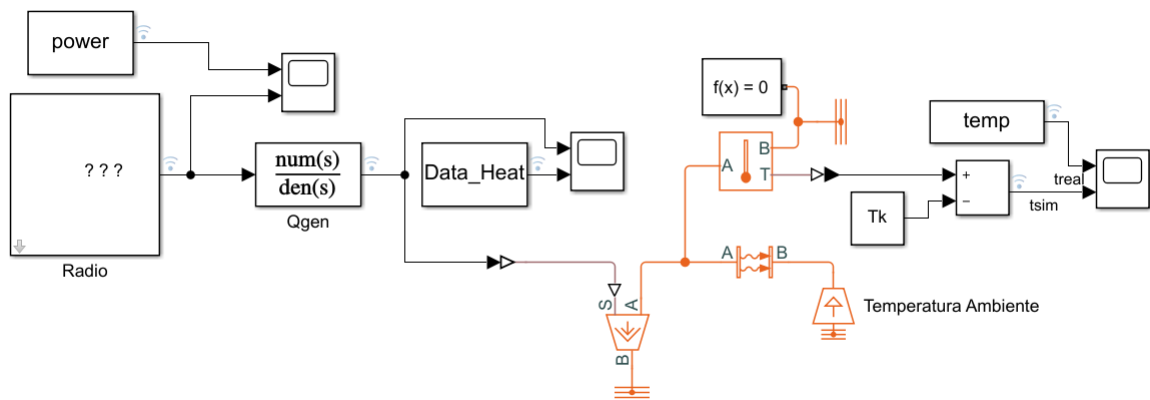 power
? ? ?
Radio
num(s)
den(s)
Qgen
Data_Heat
f(x) = 0
A
B
T
temp
Tk
+
−
treal
tsim
A
B
S
A
B
Temperatura Ambiente